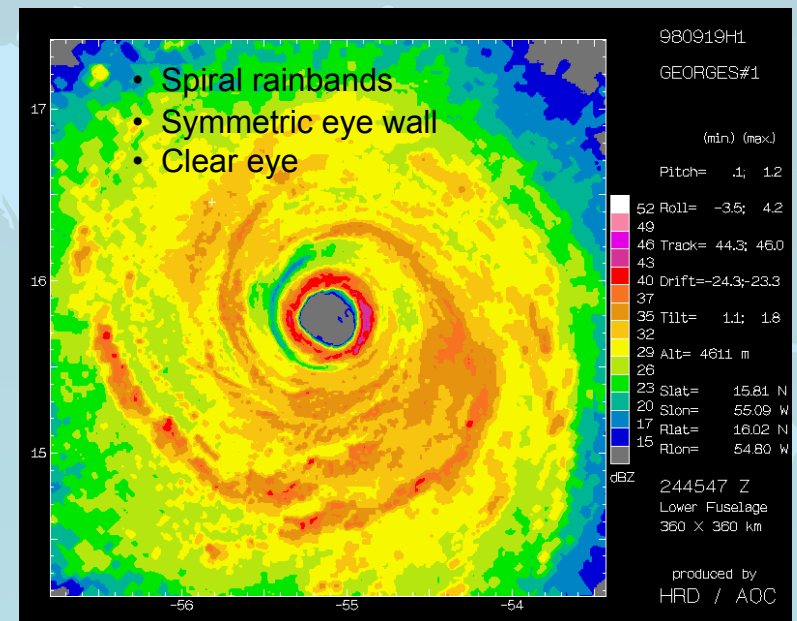 • Spiral rainbands
• Symmetric eye wall
• Clear eye
17
16
15
-56
-55
-54
980919H1
GEORGES#1
(min.) (max.)
Pitch= .1; 1.2
Roll= -3.5; 4.2
Track= 44.3; 46.0
Drift=-24.3;-23.3
Tilt= 1.1; 1.8
Alt= 4611 m
Slat= 15.81 N
Slon= 55.09 W
Rlat= 16.02 N
Rlon= 54.80 W
52
49
46
43
40
37
35
32
29
26
23
20
17
15
dBZ
244547 Z
Lower Fuselage
360 X 360 km
produced by
HRD / AOC